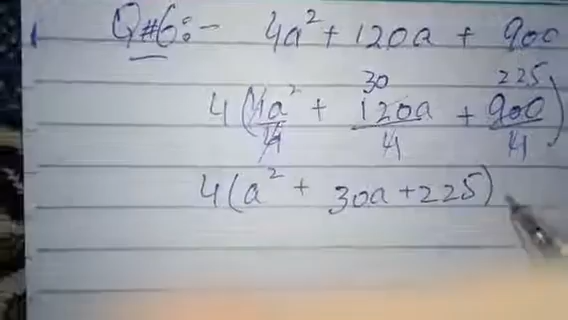 Q#6:- 4a² + 120a + 900
4(4a²/4 + 120a/4 + 900/4) 30 225
4(a² + 30a + 225)